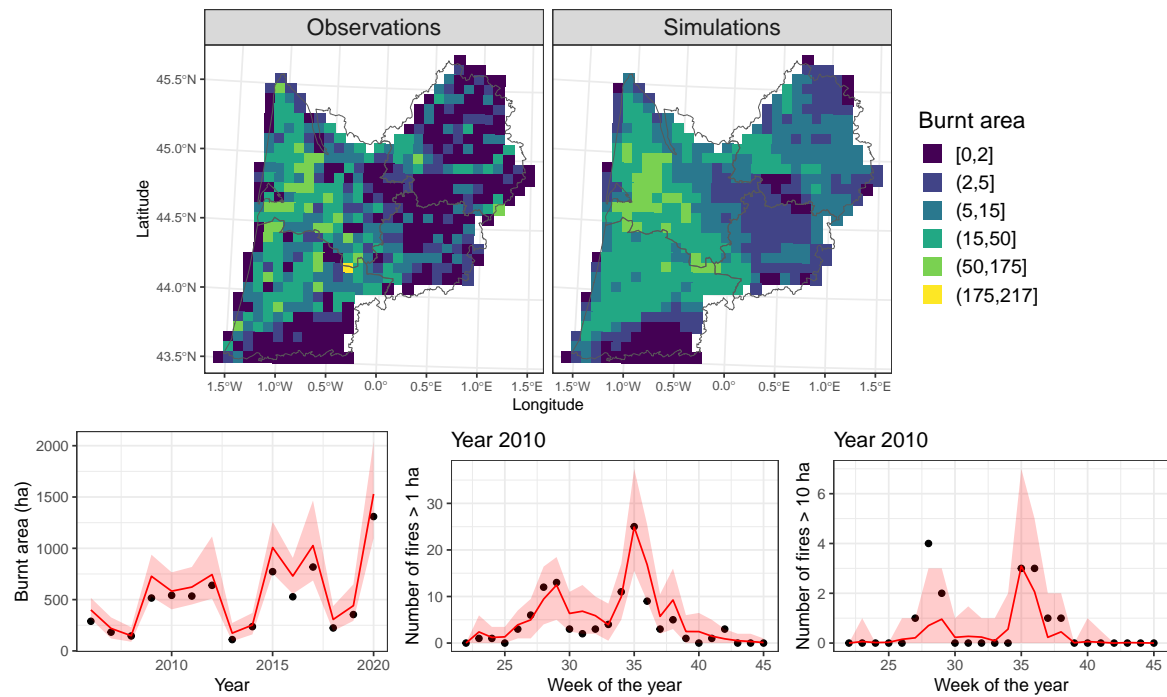 Observations
Simulations
45.5°N
45.0°N
44.5°N
44.0°N
43.5°N
Latitude
1.5°W 1.0°W 0.5°W 0.0° 0.5°E 1.0°E 1.5°E
1.5°W 1.0°W 0.5°W 0.0° 0.5°E 1.0°E 1.5°E
Longitude
Burnt area
[0,2]
(2,5]
(5,15]
(15,50]
(50,175]
(175,217]
Burnt area (ha)
2000
1500
1000
500
0
2010 2015 2020
Year
Year 2010
Number of fires > 1 ha
30
20
10
0
25 30 35 40 45
Week of the year
Year 2010
Number of fires > 10 ha
6
4
2
0
25 30 35 40 45
Week of the year